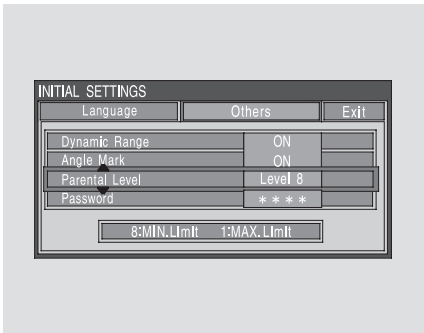 INITIAL SETTINGS
Language Others Exit
Dynamic Range ON
Angle Mark ON
Parental Level Level 8
Password ＊＊＊＊
8:MIN.LImIt 1:MAX.LImIt